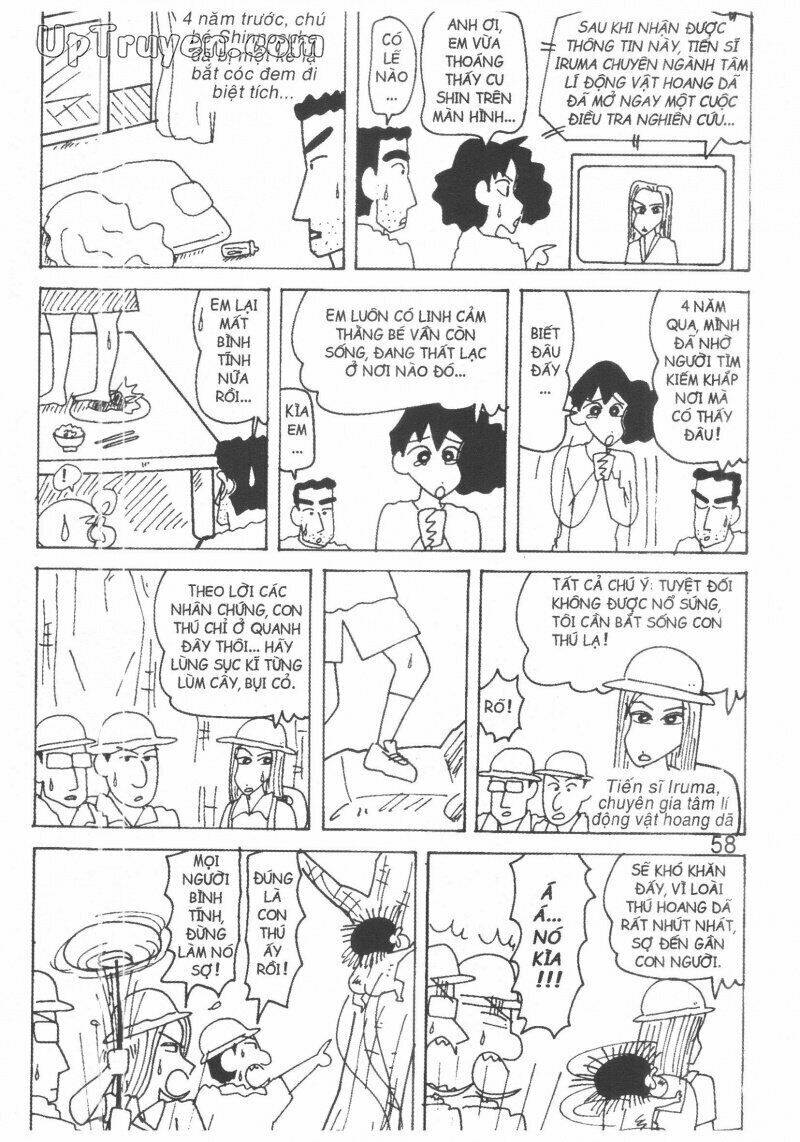 SAU KHI NHẬN ĐƯỢC
THÔNG TIN NÀY, TIẾN SĨ
IRUMA CHUYÊN NGÀNH TÂM
LÍ ĐỘNG VẬT HOANG DÃ
ĐÃ MỞ NGAY MỘT CUỘC
ĐIỀU TRA NGHIÊN CỨU...
ANH ƠI,
EM VỪA
THOÁNG
THẤY CU
SHIN TRÊN
MÀN HÌNH...
CÓ
LẼ
NÀO
...
4 năm trước, chú
bé Shinnosuke
đã bị một kẻ lạ
bắt cóc đem đi
biệt tích...
UpTruyen.com
4 NĂM
QUA, MÌNH
ĐÃ NHỜ
NGƯỜI TÌM
KIẾM KHẮP
NƠI MÀ
CÓ THẤY
ĐÂU!
BIẾT
ĐÂU ĐẤY
...
EM LUÔN CÓ LINH CẢM
THẰNG BÉ VẪN CÒN
SỐNG, ĐANG THẤT LẠC
Ở NƠI NÀO ĐÓ...
KÌA
EM
...
EM LẠI
MẤT
BÌNH
TĨNH
NỮA
RỒI...
!
TẤT CẢ CHÚ Ý: TUYỆT ĐỐI
KHÔNG ĐƯỢC NỔ SÚNG,
TÔI CẦN BẮT SỐNG CON
THÚ LẠ!
RÕ!
Tiến sĩ Iruma,
chuyên gia tâm lí
động vật hoang dã
THEO LỜI CÁC
NHÂN CHỨNG, CON
THÚ CHỈ Ở QUANH
ĐÂY THÔI... HÃY
LÙNG SỤC KĨ TỪNG
LÙM CÂY, BỤI CỎ.
58
SẼ KHÓ KHĂN
ĐẤY, VÌ LOÀI
THÚ HOANG DÃ
RẤT NHÚT NHÁT,
SỢ ĐẾN GẦN
CON NGƯỜI.
Á
Á...
NÓ
KÌA
!!!
ĐÚNG
LÀ
CON
THÚ
ẤY
RỒI!
MỌI
NGƯỜI
BÌNH
TĨNH,
ĐỪNG
LÀM NÓ
SỢ!